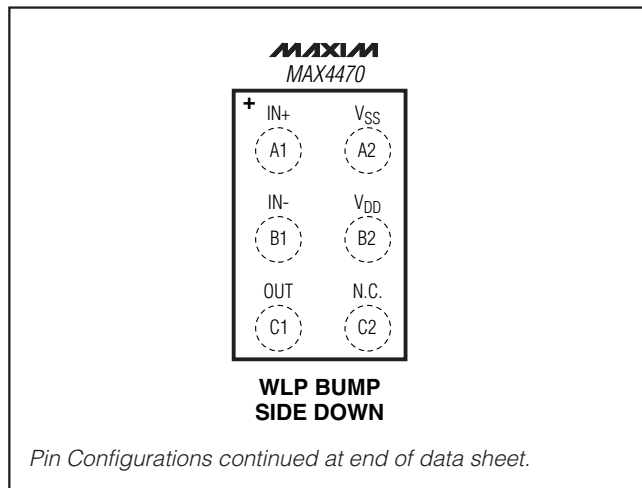 MAXIM
MAX4470
+
IN+ VSS
A1 A2
IN- VDD
B1 B2
OUT N.C.
C1 C2
WLP BUMP
SIDE DOWN
Pin Configurations continued at end of data sheet.